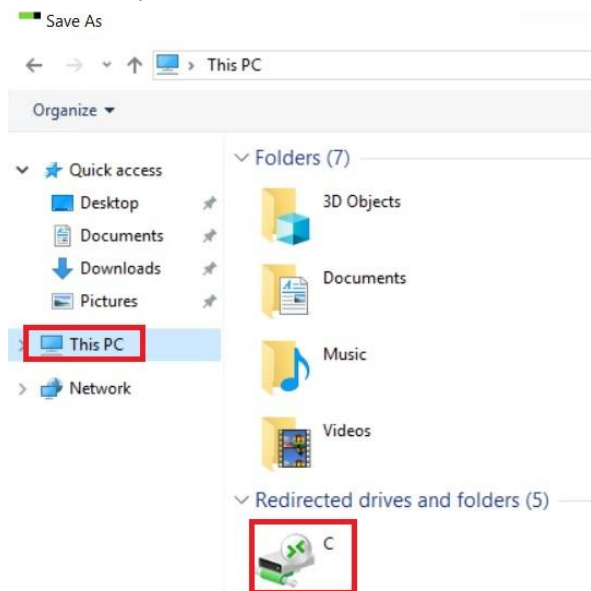 Save As
This PC
Organize
Quick access
Desktop
Documents
Downloads
Pictures
This PC
Network
Folders (7)
3D Objects
Documents
Music
Videos
Redirected drives and folders (5)
C